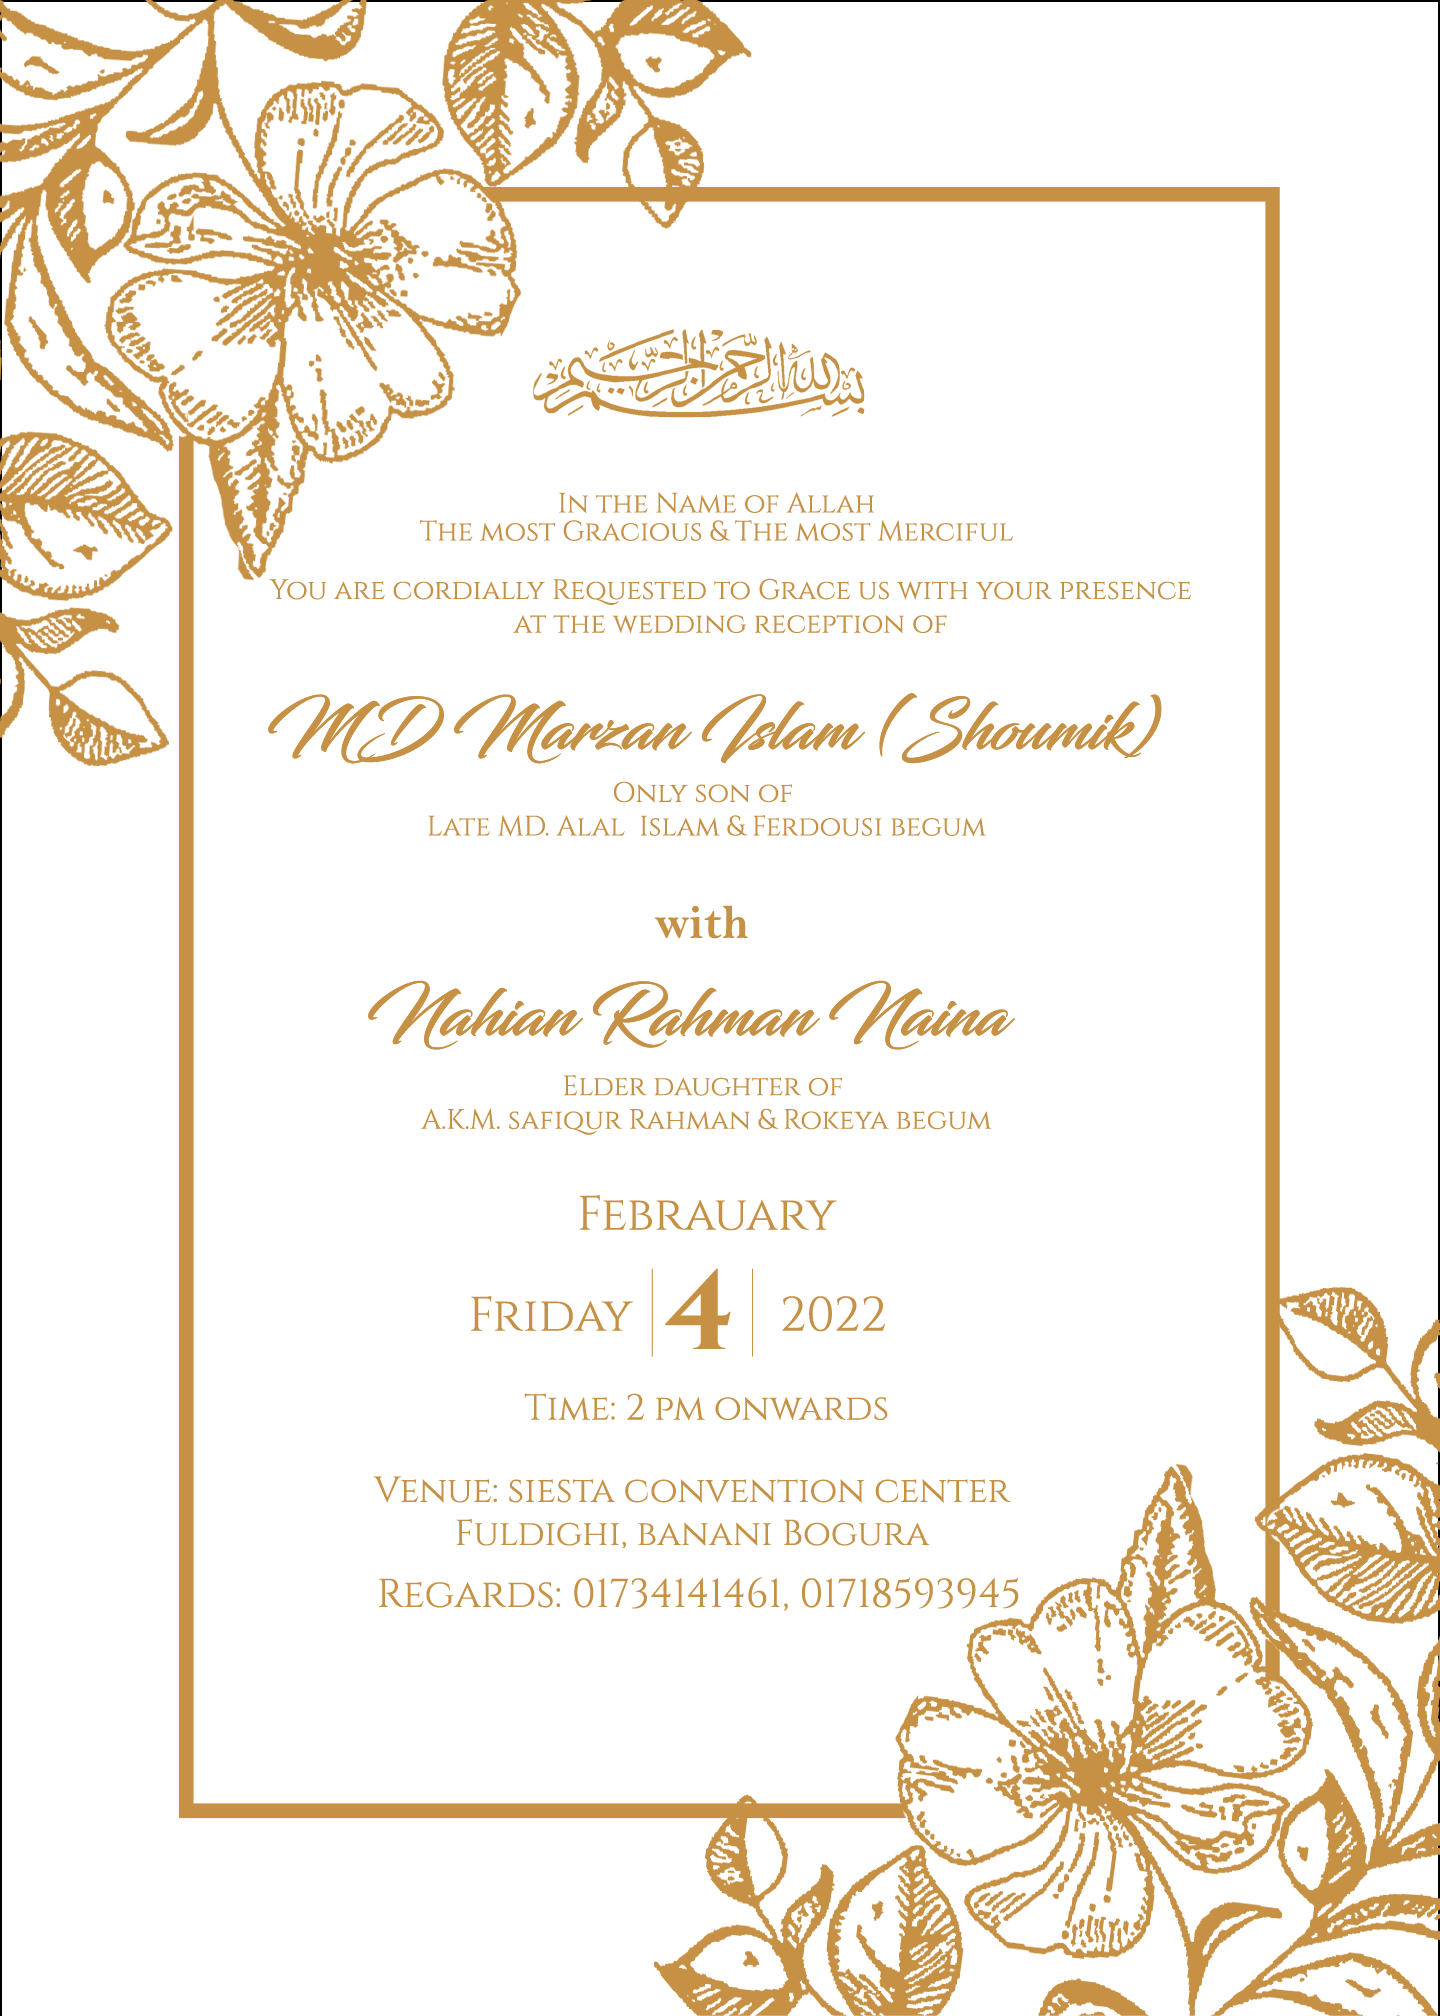 بسم الله الرحمن الرحيم
In the Name of Allah
The most Gracious & The most Merciful
You are cordially Requested to Grace us with your presence
at the wedding reception of
MD Marzan Islam (Shoumik)
Only son of
Late MD. Alal Islam & Ferdousi begum
with
Nahian Rahman Naina
Elder daughter of
A.K.M. safiqur Rahman & Rokeya begum
Febrauary
Friday 4 2022
Time: 2 pm onwards
Venue: siesta convention center
Fuldighi, banani Bogura
Regards: 01734141461, 01718593945